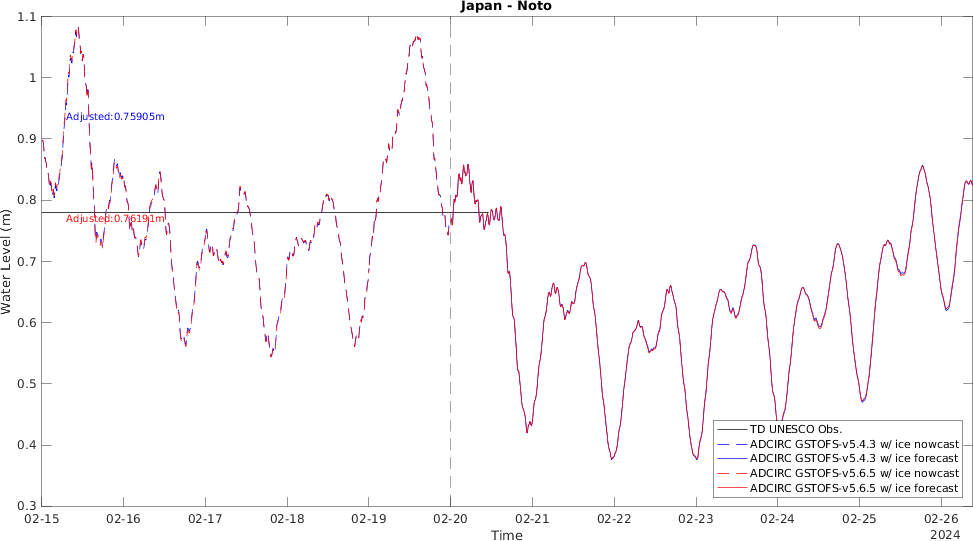 Japan - Noto
1.1
1
0.9
0.8
0.7
0.6
0.5
0.4
0.3
Water Level (m)
Adjusted:0.75905m
Adjusted:0.76191m
TD UNESCO Obs.
ADCIRC GSTOFS-v5.4.3 w/ ice nowcast
ADCIRC GSTOFS-v5.4.3 w/ ice forecast
ADCIRC GSTOFS-v5.6.5 w/ ice nowcast
ADCIRC GSTOFS-v5.6.5 w/ ice forecast
02-15 02-16 02-17 02-18 02-19 02-20 02-21 02-22 02-23 02-24 02-25 02-26
Time
2024